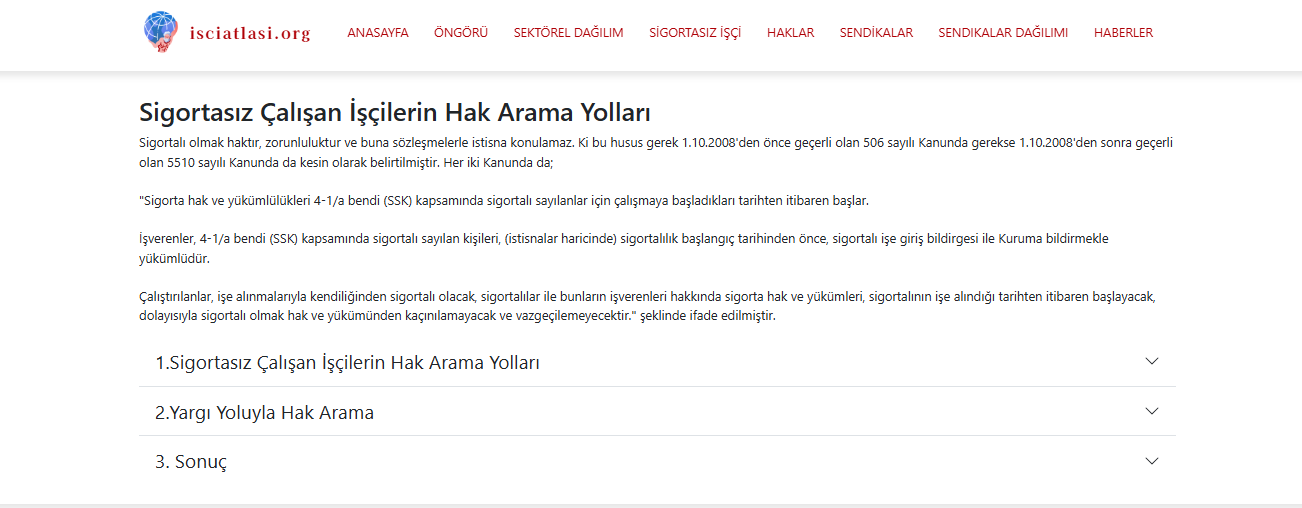 isciatlasi.org
ANASAYFA
ÖNGÖRÜ
SEKTÖREL DAĞILIM
SİGORTASIZ İŞÇİ
HAKLAR
SENDİKALAR
SENDIKALAR DAĞILIMI
HABERLER
Sigortasız Çalışan İşçilerin Hak Arama Yolları
Sigortalı olmak haktır, zorunluluktur ve buna sözleşmelerle istisna konulamaz. Ki bu husus gerek 1.10.2008'den önce geçerli olan 506 sayılı Kanunda gerekse 1.10.2008'den sonra geçerli
olan 5510 sayılı Kanunda da kesin olarak belirtilmiştir. Her iki Kanunda da;
"Sigorta hak ve yükümlülükleri 4-1/a bendi (SSK) kapsamında sigortalı sayılanlar için çalışmaya başladıkları tarihten itibaren başlar.
İşverenler, 4-1/a bendi (SSK) kapsamında sigortalı sayılan kişileri, (istisnalar haricinde) sigortalılık başlangıç tarihinden önce, sigortalı işe giriş bildirgesi ile Kuruma bildirmekle
yükümlüdür.
Çalıştırılanlar, işe alınmalarıyla kendiliğinden sigortalı olacak, sigortalılar ile bunların işverenleri hakkında sigorta hak ve yükümleri, sigortalının işe alındığı tarihten itibaren başlayacak,
dolayısıyla sigortalı olmak hak ve yükümünden kaçınılamayacak ve vazgeçilemeyecektir." şeklinde ifade edilmiştir.
1.Sigortasız Çalışan İşçilerin Hak Arama Yolları
2.Yargı Yoluyla Hak Arama
3. Sonuç